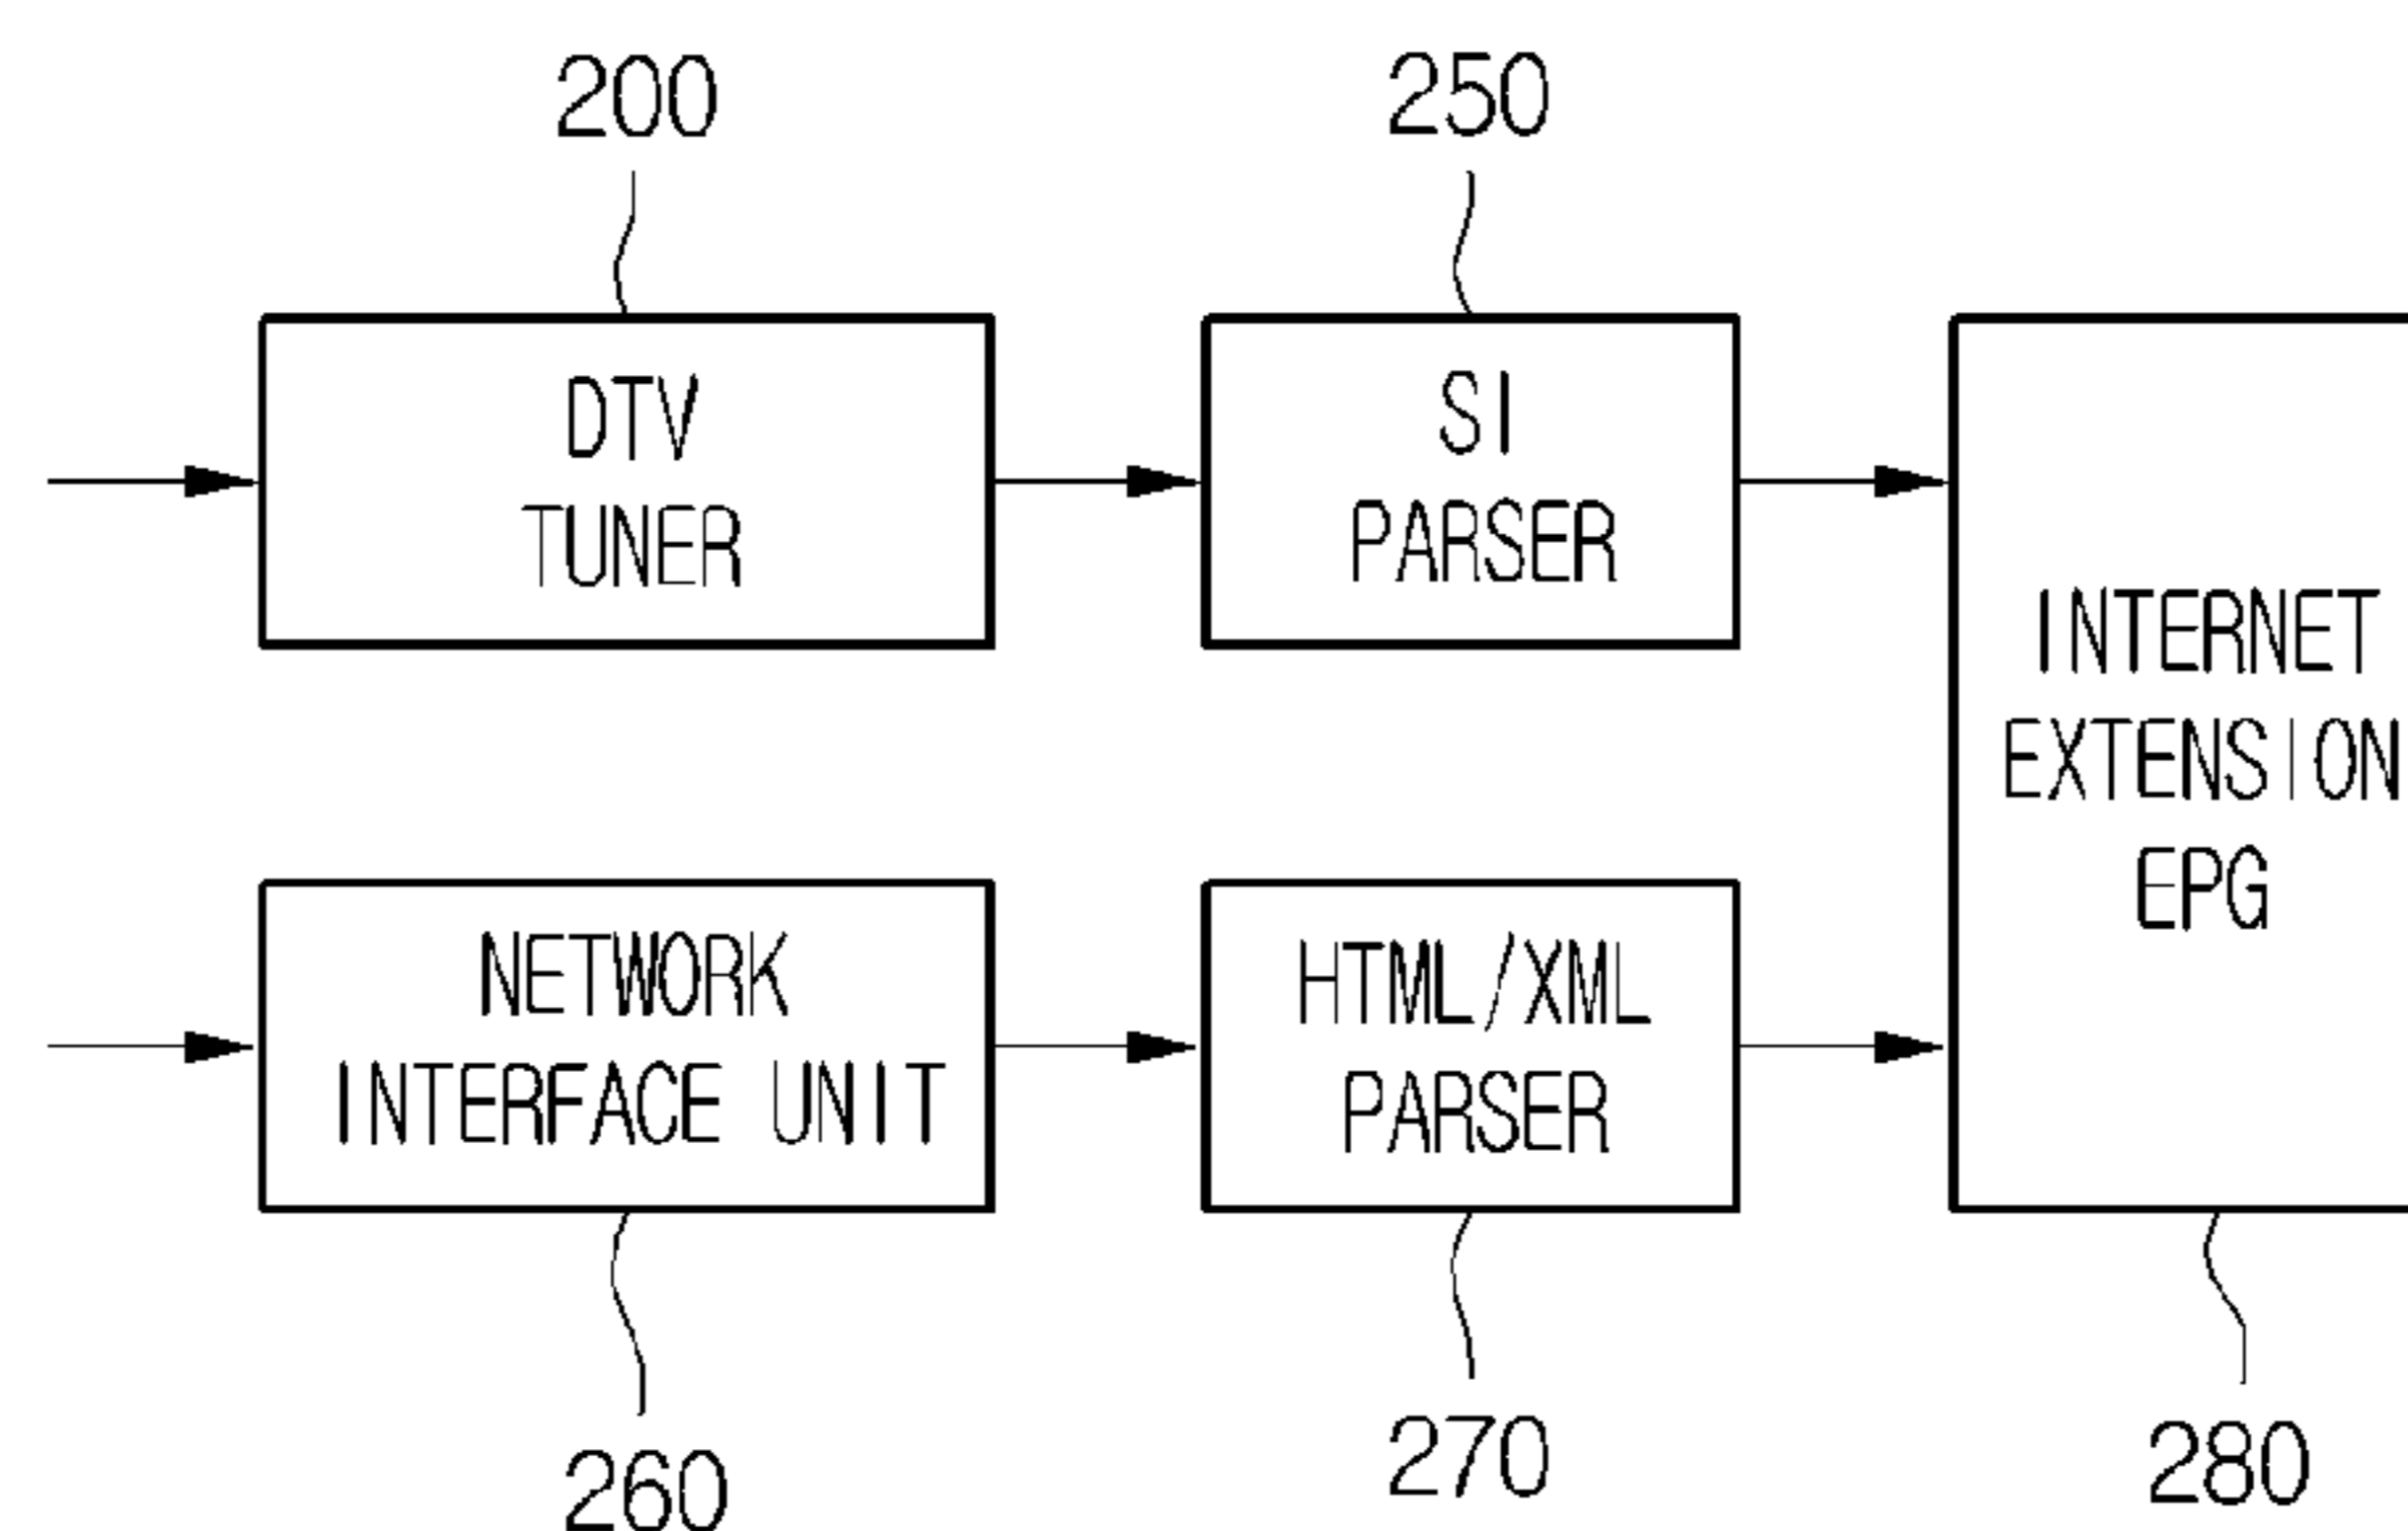 200
250
DTV
TUNER
SI
PARSER
INTERNET
EXTENSION
EPG
NETWORK
INTERFACE UNIT
HTML/XML
PARSER
260
270
280